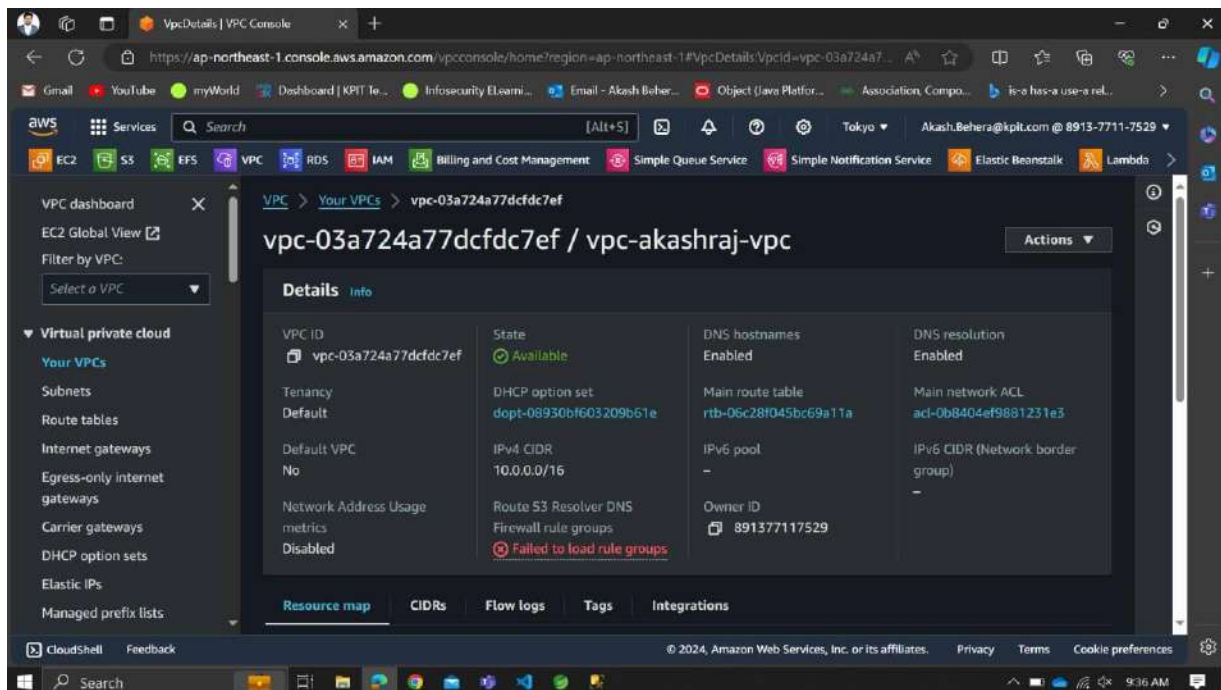 VpcDetails | VPC Console
https://ap-northeast-1.console.aws.amazon.com/vpcconsole/home?region=ap-northeast-1#VpcDetails:VpcId=vpc-03a724a7...
Gmail YouTube myWorld Dashboard | KPIT Te... Infosecurity ELearni... Email - Akash Beher... Object (Java Platfor... Association, Compo... is-a has-a use-a rel...
aws Services Search [Alt+S] Tokyo Akash.Behera@kpit.com @ 8913-7711-7529
EC2 S3 EFS VPC RDS IAM Billing and Cost Management Simple Queue Service Simple Notification Service Elastic Beanstalk Lambda
VPC dashboard
EC2 Global View
Filter by VPC:
Select a VPC
Virtual private cloud
Your VPCs
Subnets
Route tables
Internet gateways
Egress-only internet
gateways
Carrier gateways
DHCP option sets
Elastic IPs
Managed prefix lists
VPC > Your VPCs > vpc-03a724a77dcfdc7ef
vpc-03a724a77dcfdc7ef / vpc-akashraj-vpc
Actions
Details Info
VPC ID
vpc-03a724a77dcfdc7ef
State
Available
DNS hostnames
Enabled
DNS resolution
Enabled
Tenancy
Default
DHCP option set
dopt-08930bf603209b61e
Main route table
rtb-06c28f045bc69a11a
Main network ACL
acl-0b8404ef9881231e3
Default VPC
No
IPv4 CIDR
10.0.0.0/16
IPv6 pool
–
IPv6 CIDR (Network border
group)
–
Network Address Usage
metrics
Disabled
Route 53 Resolver DNS
Firewall rule groups
Failed to load rule groups
Owner ID
891377117529
Resource map CIDRs Flow logs Tags Integrations
CloudShell Feedback © 2024, Amazon Web Services, Inc. or its affiliates. Privacy Terms Cookie preferences
Search 9:36 AM